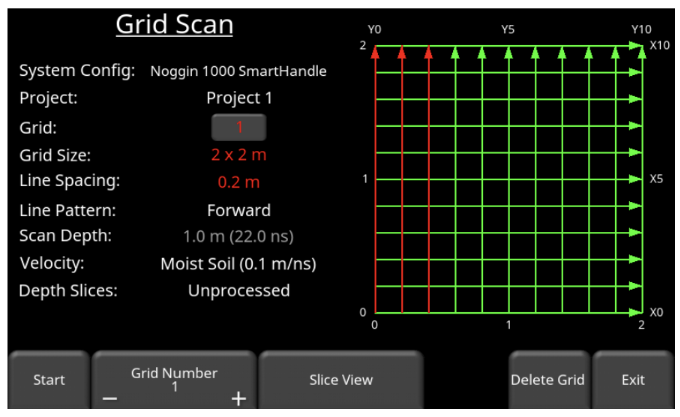 Grid Scan
System Config: Noggin 1000 SmartHandle
Project: Project 1
Grid: 1
Grid Size: 2 x 2 m
Line Spacing: 0.2 m
Line Pattern: Forward
Scan Depth: 1.0 m (22.0 ns)
Velocity: Moist Soil (0.1 m/ns)
Depth Slices: Unprocessed
Y0 Y5 Y10
2 X10
1 X5
0 X0
0 1 2
Start
Grid Number
1
− +
Slice View
Delete Grid
Exit